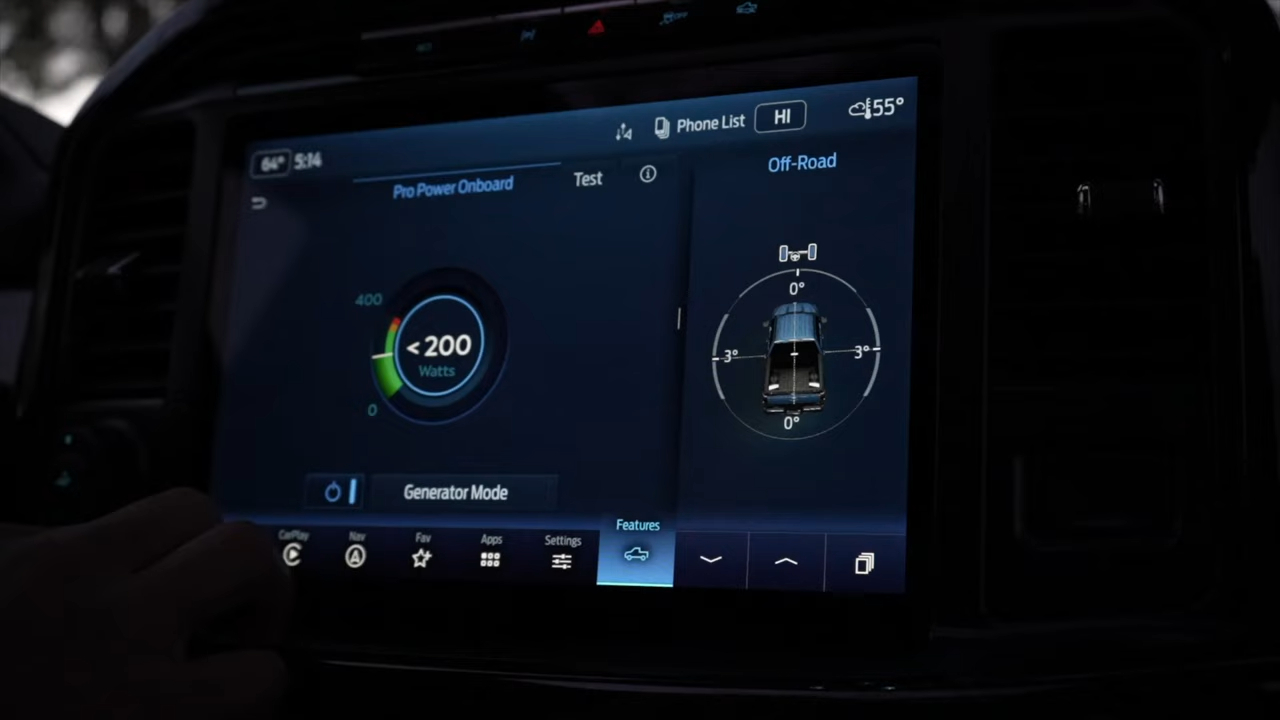 OFF
64° 5:14
Phone List
HI
55°
Pro Power Onboard
Test
Off-Road
400
<200
Watts
0
0°
3°
3°
0°
Generator Mode
CarPlay
Nav
Fav
Apps
Settings
Features